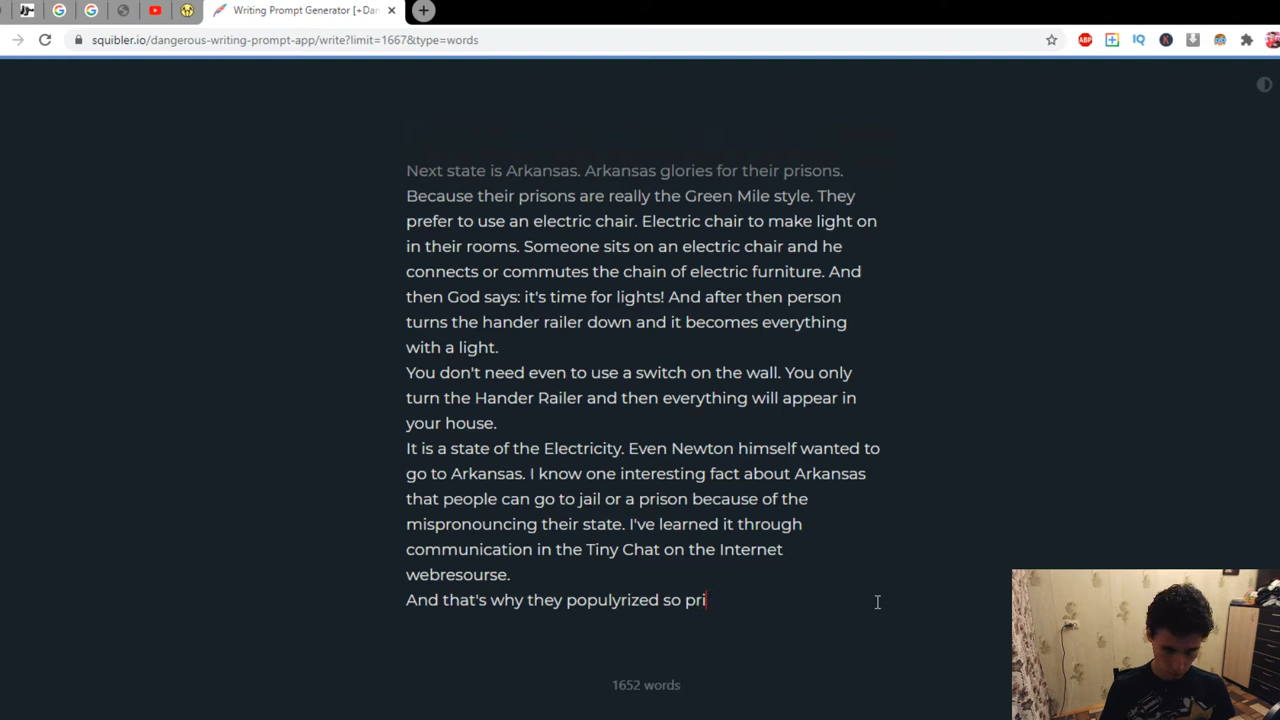 Writing Prompt Generator [+Dan
squibler.io/dangerous-writing-prompt-app/write?limit=1667&type=words
ABP
IQ
K
Next state is Arkansas. Arkansas glories for their prisons.
Because their prisons are really the Green Mile style. They
prefer to use an electric chair. Electric chair to make light on
in their rooms. Someone sits on an electric chair and he
connects or commutes the chain of electric furniture. And
then God says: it's time for lights! And after then person
turns the hander railer down and it becomes everything
with a light.
You don't need even to use a switch on the wall. You only
turn the Hander Railer and then everything will appear in
your house.
It is a state of the Electricity. Even Newton himself wanted to
go to Arkansas. I know one interesting fact about Arkansas
that people can go to jail or a prison because of the
mispronouncing their state. I've learned it through
communication in the Tiny Chat on the Internet
webresourse.
And that's why they populyrized so pri
1652 words